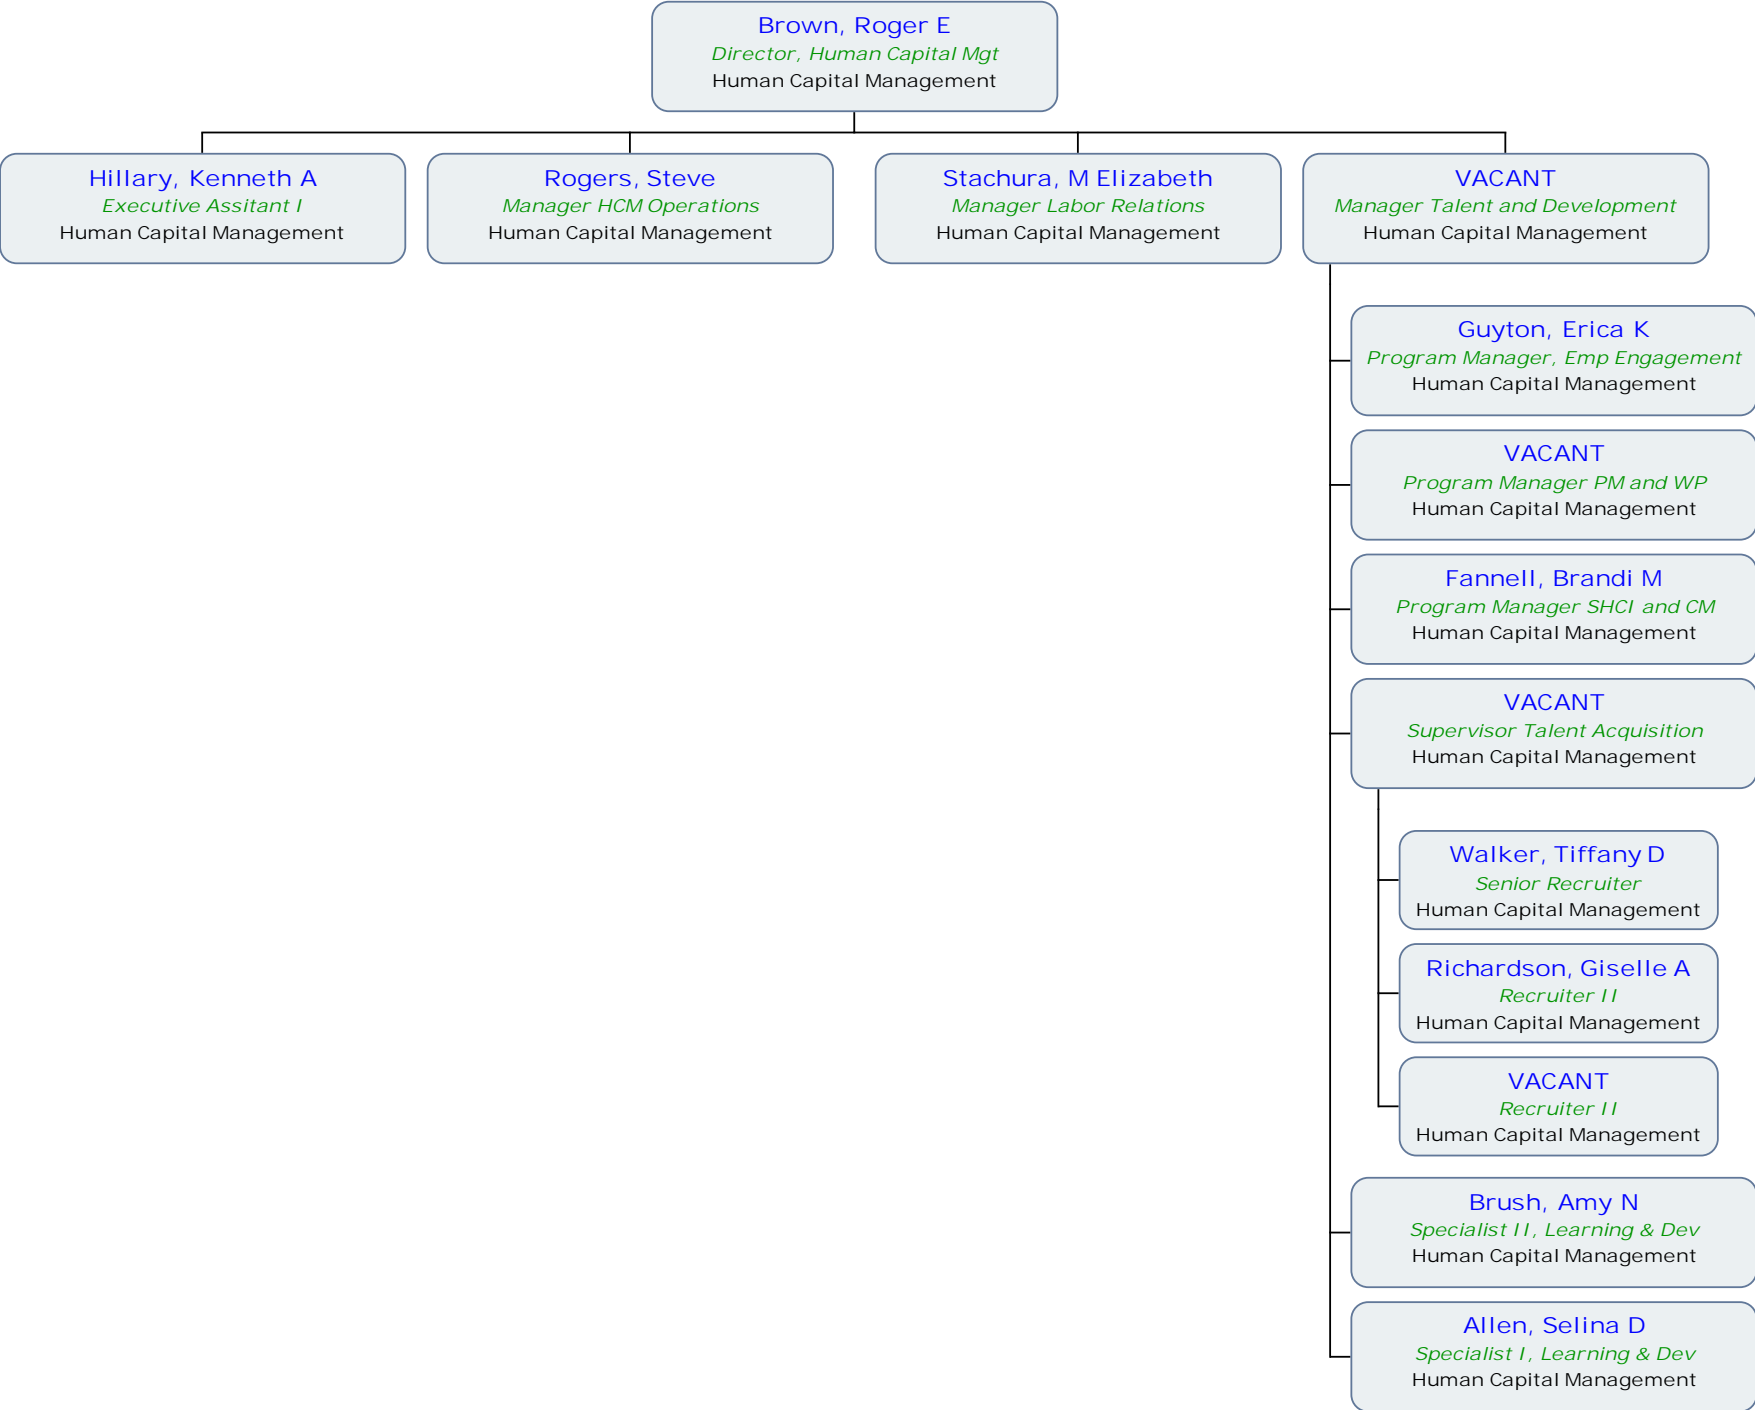 Brown, Roger E
Director, Human Capital Mgt
Human Capital Management
Hillary, Kenneth A
Executive Assitant I
Human Capital Management
Rogers, Steve
Manager HCM Operations
Human Capital Management
Stachura, M Elizabeth
Manager Labor Relations
Human Capital Management
VACANT
Manager Talent and Development
Human Capital Management
Guyton, Erica K
Program Manager, Emp Engagement
Human Capital Management
VACANT
Program Manager PM and WP
Human Capital Management
Fannell, Brandi M
Program Manager SHCI and CM
Human Capital Management
VACANT
Supervisor Talent Acquisition
Human Capital Management
Walker, Tiffany D
Senior Recruiter
Human Capital Management
Richardson, Giselle A
Recruiter II
Human Capital Management
VACANT
Recruiter II
Human Capital Management
Brush, Amy N
Specialist II, Learning & Dev
Human Capital Management
Allen, Selina D
Specialist I, Learning & Dev
Human Capital Management